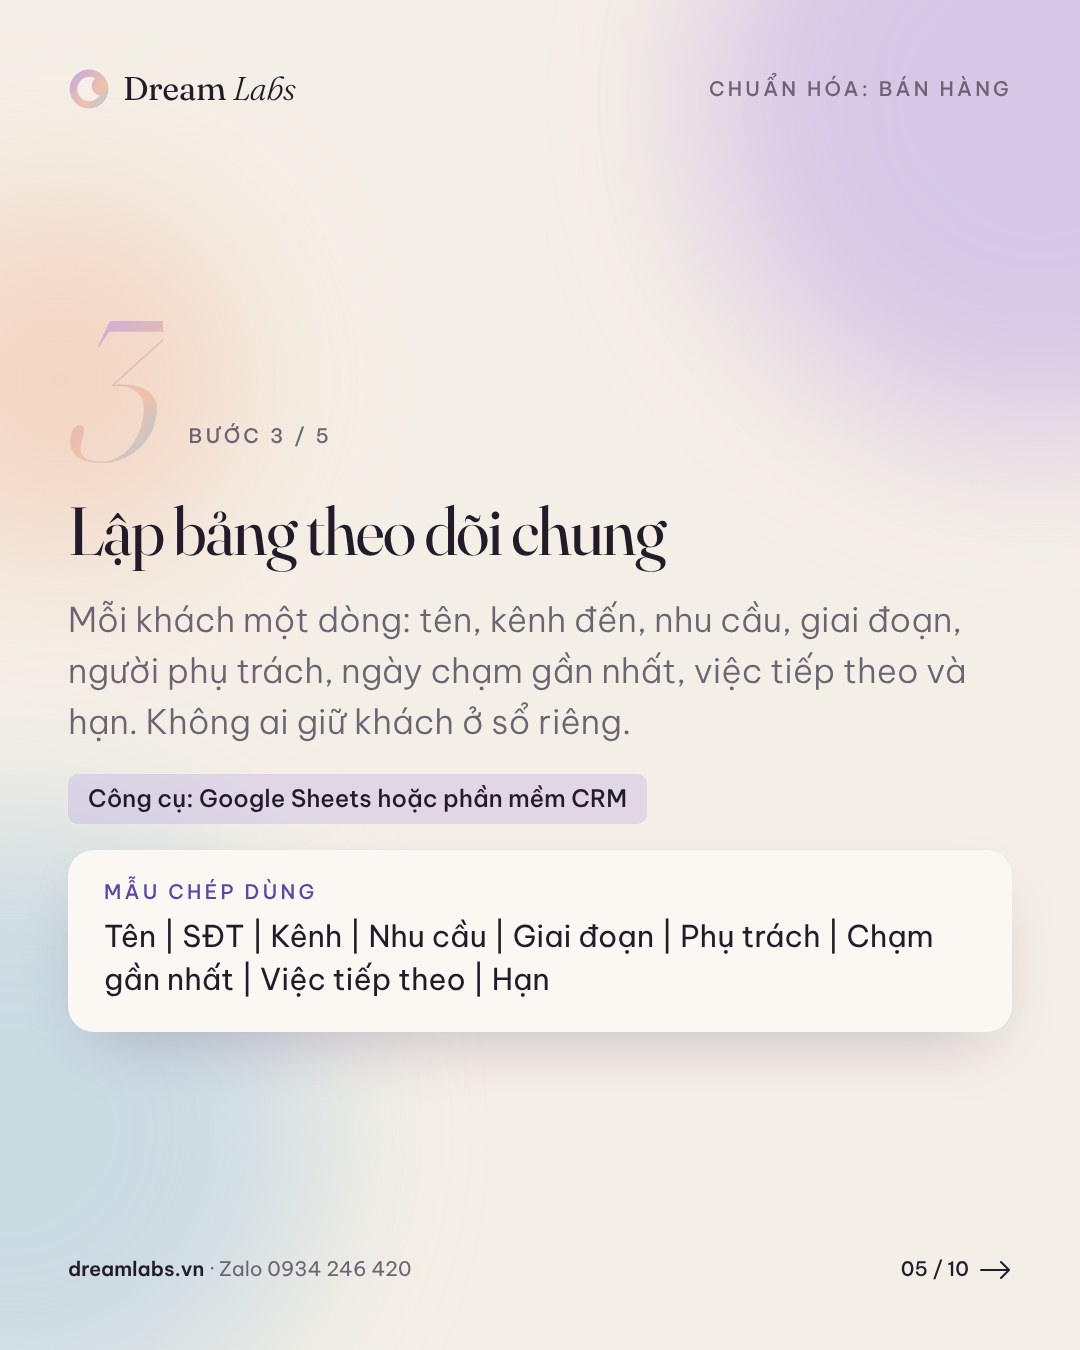 Dream Labs
CHUẨN HÓA: BÁN HÀNG
3
BƯỚC 3 / 5
Lập bảng theo dõi chung
Mỗi khách một dòng: tên, kênh đến, nhu cầu, giai đoạn,
người phụ trách, ngày chạm gần nhất, việc tiếp theo và
hạn. Không ai giữ khách ở sổ riêng.
Công cụ: Google Sheets hoặc phần mềm CRM
MẪU CHÉP DÙNG
Tên | SĐT | Kênh | Nhu cầu | Giai đoạn | Phụ trách | Chạm
gần nhất | Việc tiếp theo | Hạn
dreamlabs.vn · Zalo 0934 246 420
05 / 10 →